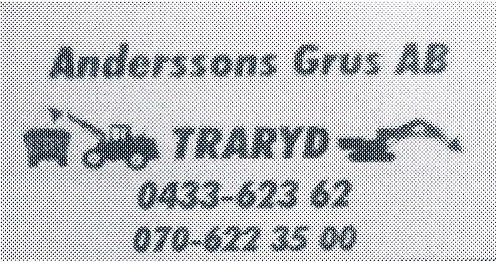 Anderssons Grus AB
TRARYD
0433-623 62
070-622 35 00